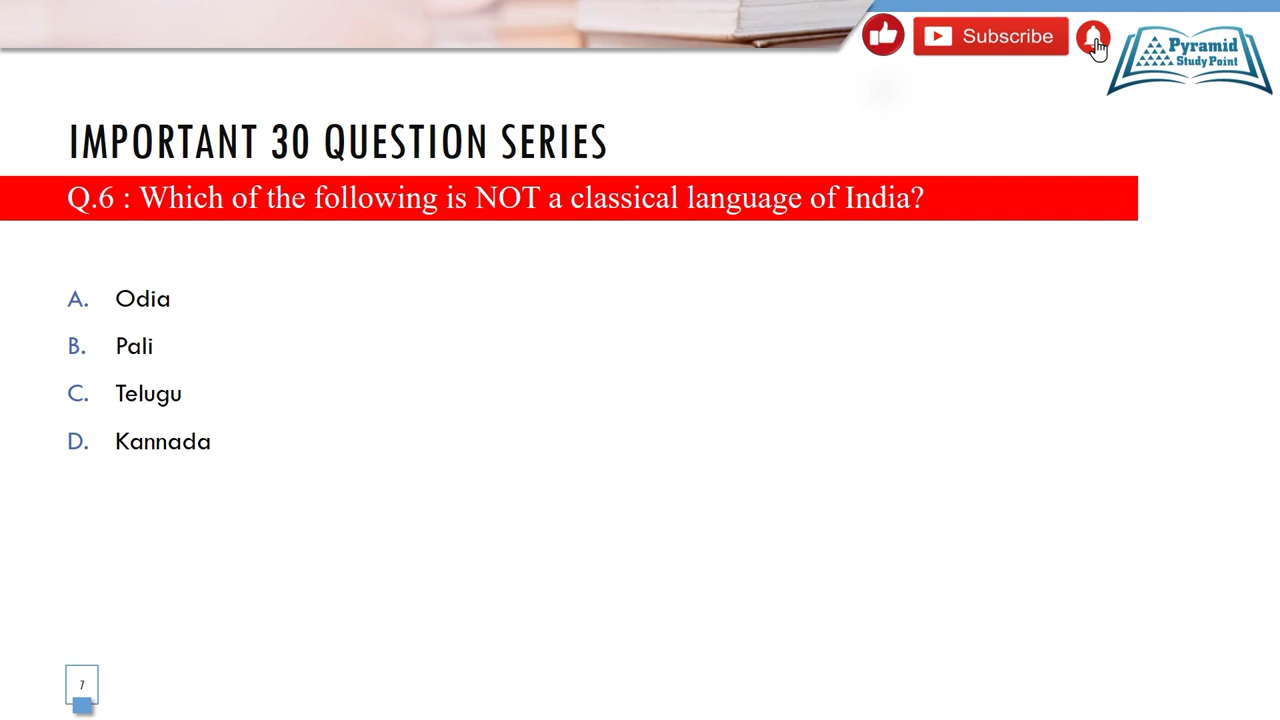 Subscribe
Pyramid
Study Point
IMPORTANT 30 QUESTION SERIES
Q.6 : Which of the following is NOT a classical language of India?
A. Odia
B. Pali
C. Telugu
D. Kannada
7